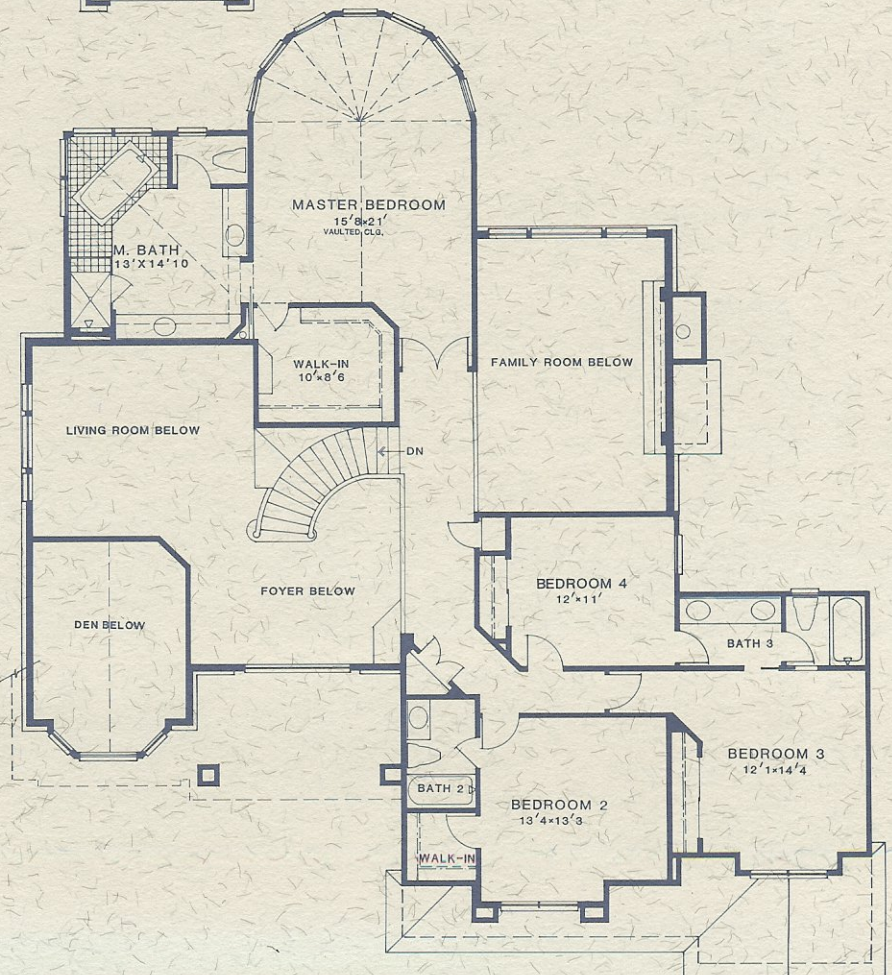 MASTER BEDROOM
15'8×21'
VAULTED CLG.
M. BATH
13'X14'10
WALK-IN
10'×8'6
FAMILY ROOM BELOW
LIVING ROOM BELOW
DN
BEDROOM 4
12'×11'
FOYER BELOW
DEN BELOW
BATH 3
BEDROOM 3
12'1×14'4
BATH 2
BEDROOM 2
13'4×13'3
WALK-IN